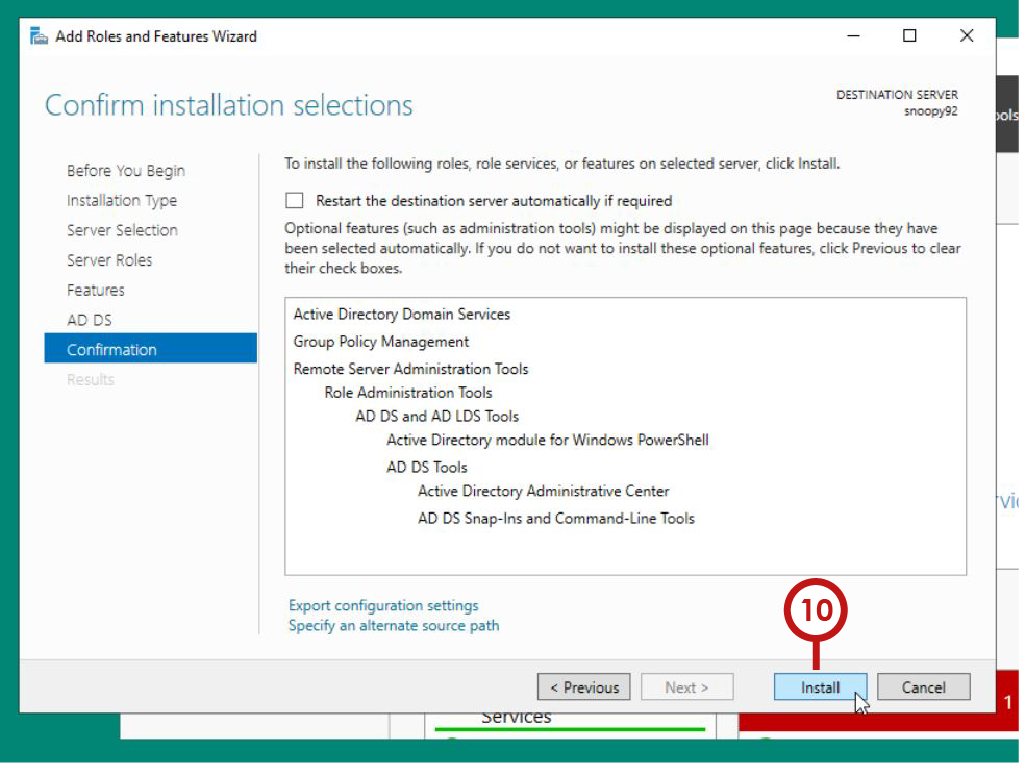 Add Roles and Features Wizard
Confirm installation selections
DESTINATION SERVER
snoopy92
Before You Begin
Installation Type
Server Selection
Server Roles
Features
AD DS
Confirmation
Results
To install the following roles, role services, or features on selected server, click Install.
Restart the destination server automatically if required
Optional features (such as administration tools) might be displayed on this page because they have
been selected automatically. If you do not want to install these optional features, click Previous to clear
their check boxes.
Active Directory Domain Services
Group Policy Management
Remote Server Administration Tools
Role Administration Tools
AD DS and AD LDS Tools
Active Directory module for Windows PowerShell
AD DS Tools
Active Directory Administrative Center
AD DS Snap-Ins and Command-Line Tools
Export configuration settings
Specify an alternate source path
10
< Previous
Next >
Install
Cancel
Services
1